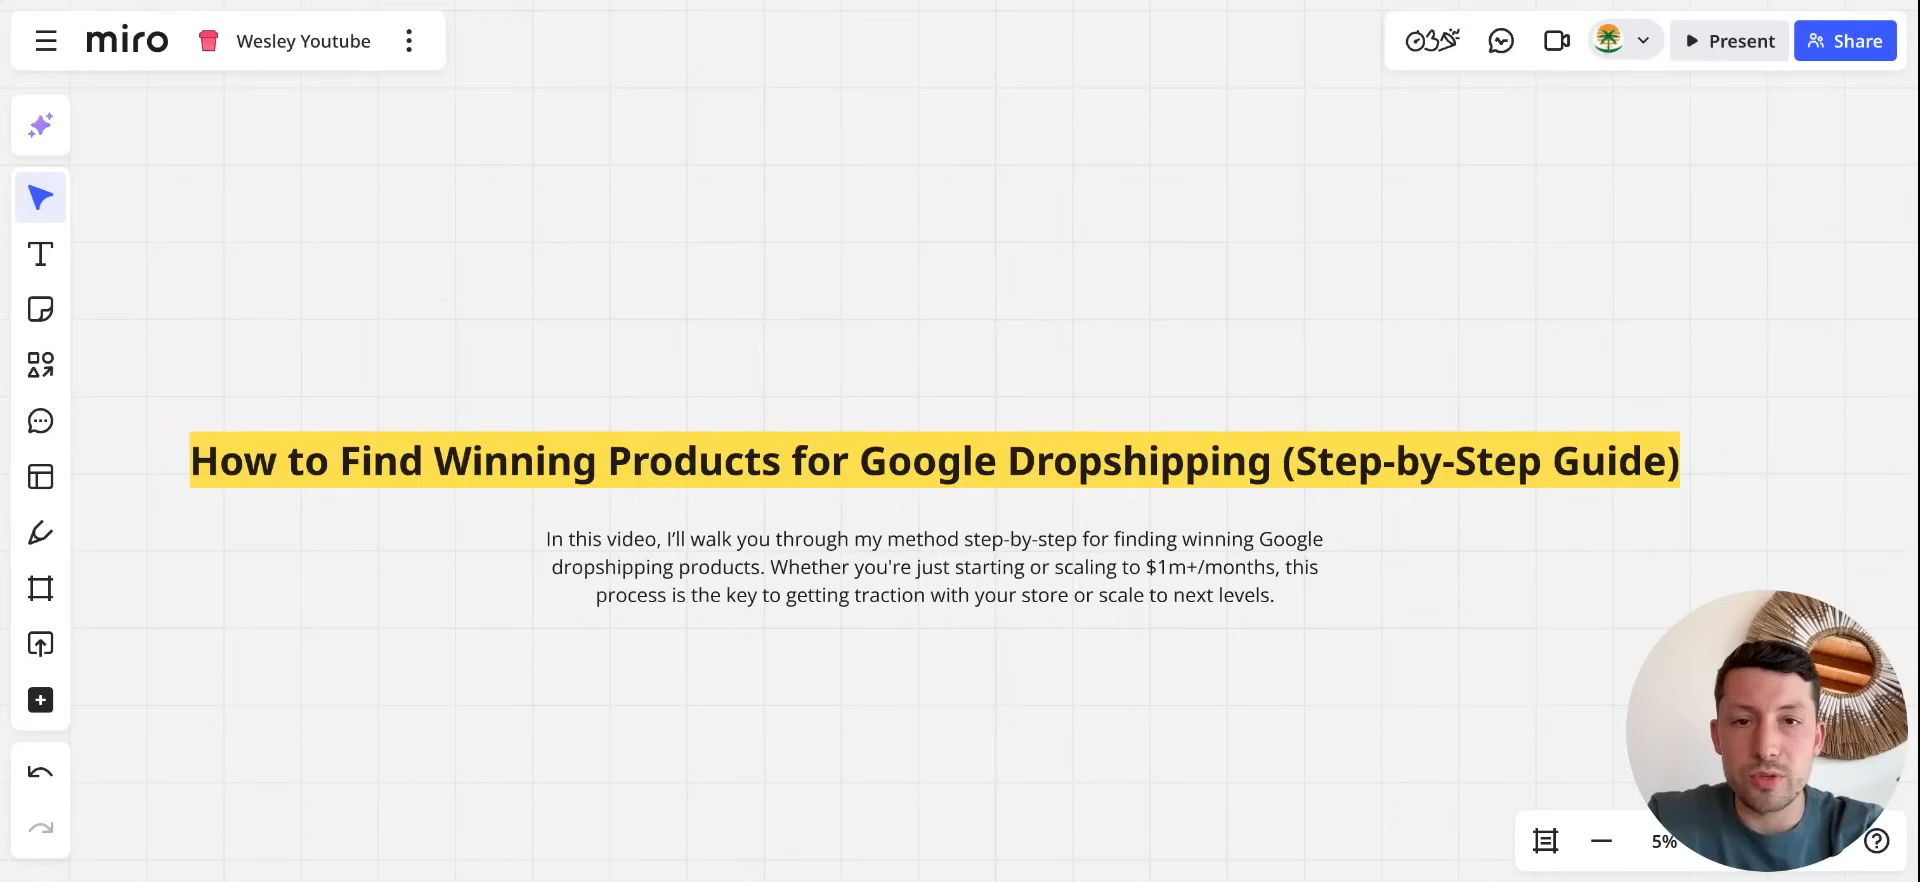 miro
Wesley Youtube
Present
Share
How to Find Winning Products for Google Dropshipping (Step-by-Step Guide)
In this video, I'll walk you through my method step-by-step for finding winning Google
dropshipping products. Whether you're just starting or scaling to $1m+/months, this
process is the key to getting traction with your store or scale to next levels.
5%